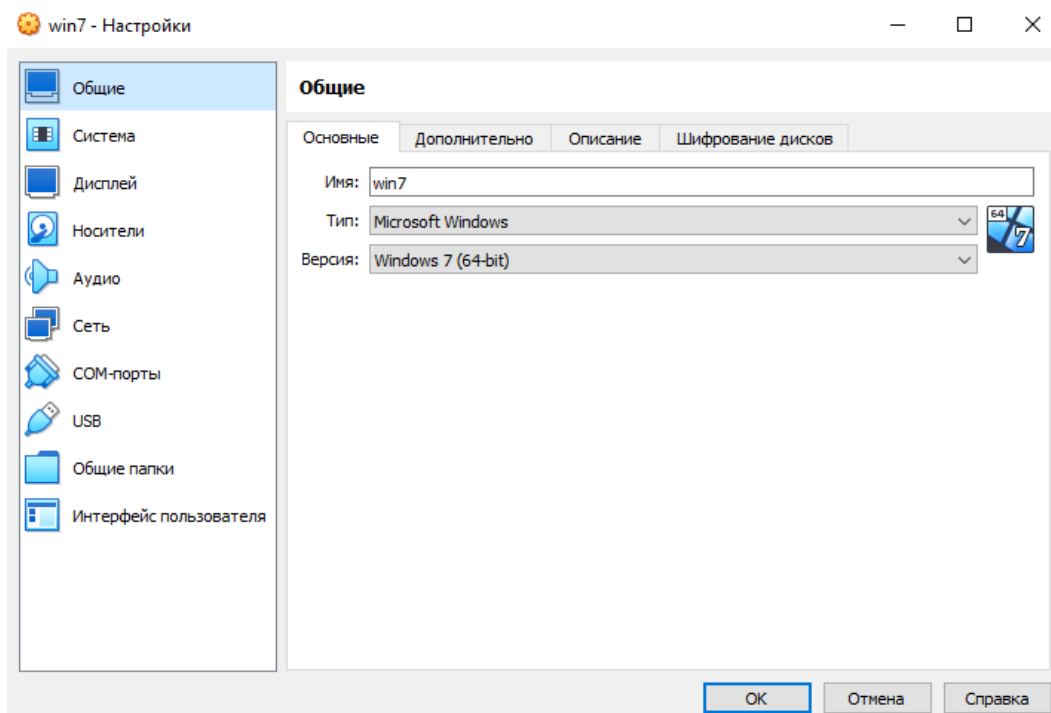 win7 - Настройки
Общие
Система
Дисплей
Носители
Аудио
Сеть
COM-порты
USB
Общие папки
Интерфейс пользователя
Общие
Основные Дополнительно Описание Шифрование дисков
Имя: win7
Тип: Microsoft Windows
64
7
Версия: Windows 7 (64-bit)
OK Отмена Справка